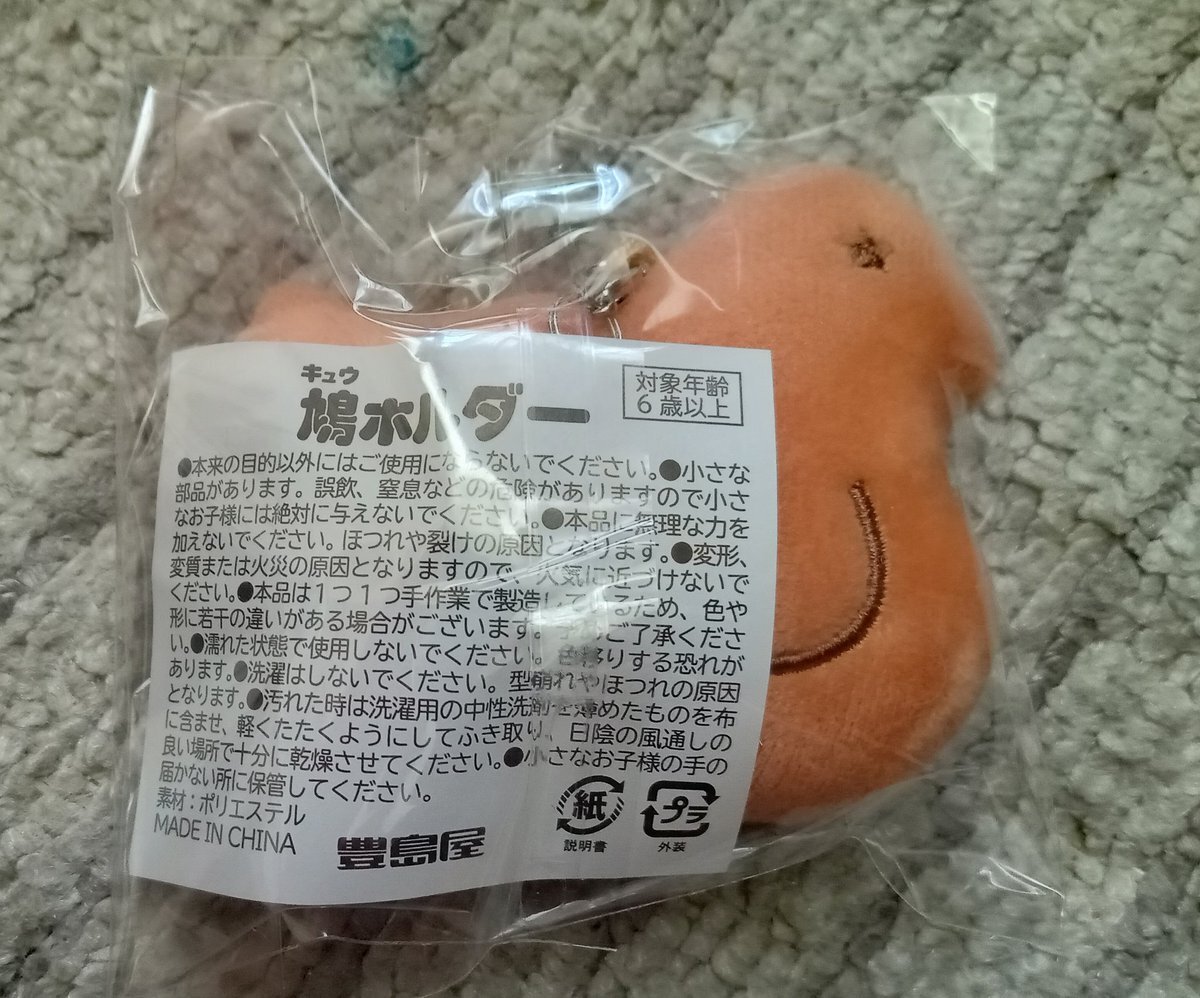 キュウ
鳩ホルダー
対象年齢
6歳以上
●本来の目的以外にはご使用にならないでください。●小さな
部品があります。誤飲、窒息などの危険がありますので小さ
なお子様には絶対に与えないでください。●本品に無理な力を
加えないでください。ほつれや裂けの原因となります。●変形、
変質または火災の原因となりますので、火気に近づけないで
ください。●本品は1つ1つ手作業で製造しているため、色や
形に若干の違いがある場合がございます。予めご了承くださ
い。●濡れた状態で使用しないでください。色移りする恐れが
あります。●洗濯はしないでください。型崩れやほつれの原因
となります。●汚れた時は洗濯用の中性洗剤を薄めたものを布
に含ませ、軽くたたくようにしてふき取り、日陰の風通しの
良い場所で十分に乾燥させてください。●小さなお子様の手の
届かない所に保管してください。
素材:ポリエステル
MADE IN CHINA
豊島屋
紙
説明書
プラ
外装